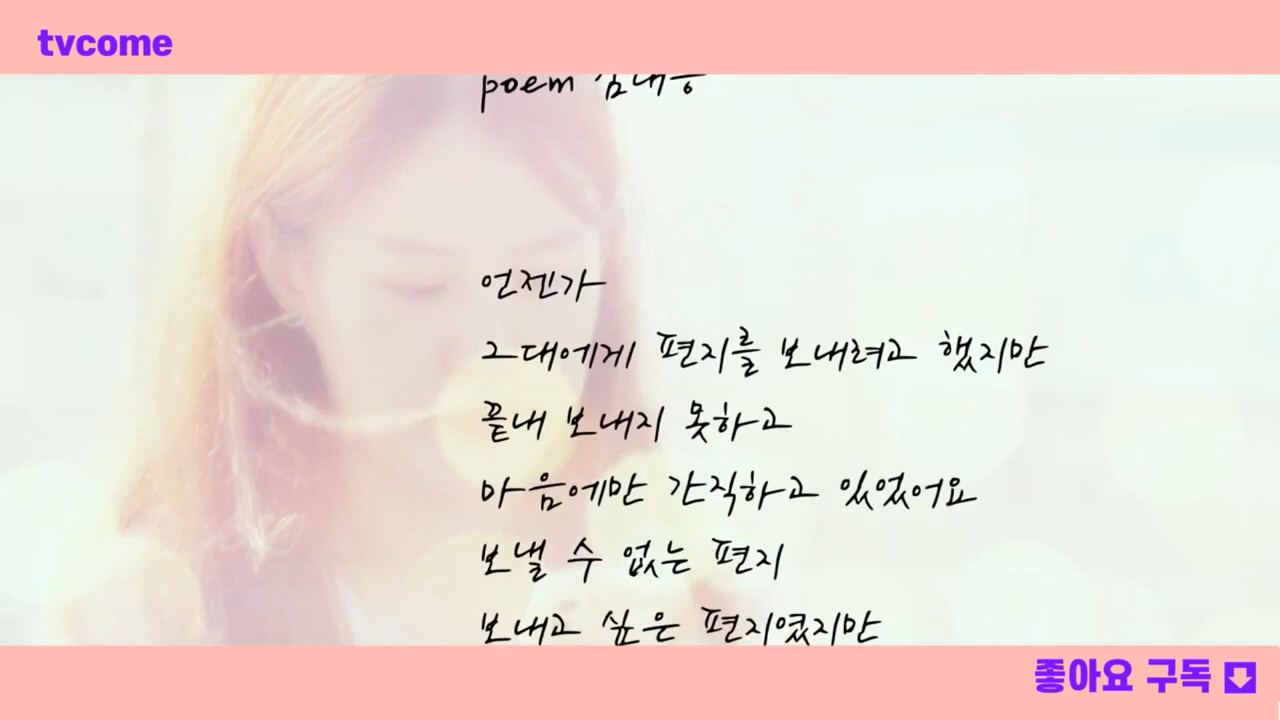 tvcome
poem
언젠가
그대에게 편지를 보내려고 했지만
끝내 보내지 못하고
마음에만 간직하고 있었어요
보낼 수 없는 편지
보내고 싶은 편지였지만
좋아요 구독